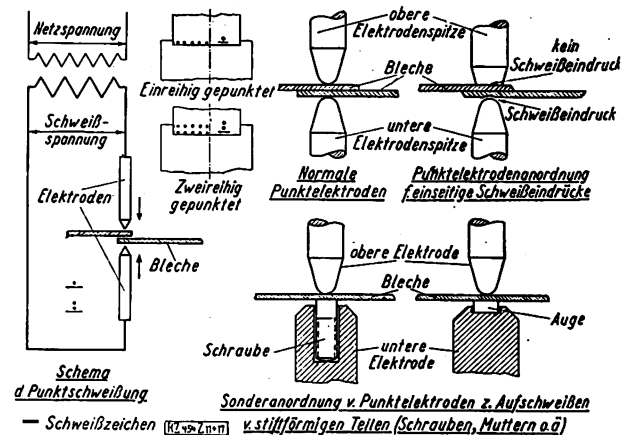 Netzspannung
Schweiß-
spannung
Elektroden
Bleche
Schema
d Punktschweißung
Schweißzeichen
Einreihig gepunktet
Zweireihig
gepunktet
obere
Elektrodenspitze
Bleche
untere
Elektrodenspitze
Normale
Punktelektroden
kein
Schweißeindruck
Schweißeindruck
Punktelektrodenanordnung
f.einseitige Schweißeindrücke
obere Elektrode
Bleche
Schraube
untere
Elektrode
Auge
Sonderanordnung v. Punktelektroden z. Aufschweißen
v. stiftförmigen Teilen (Schrauben, Muttern o.ä)